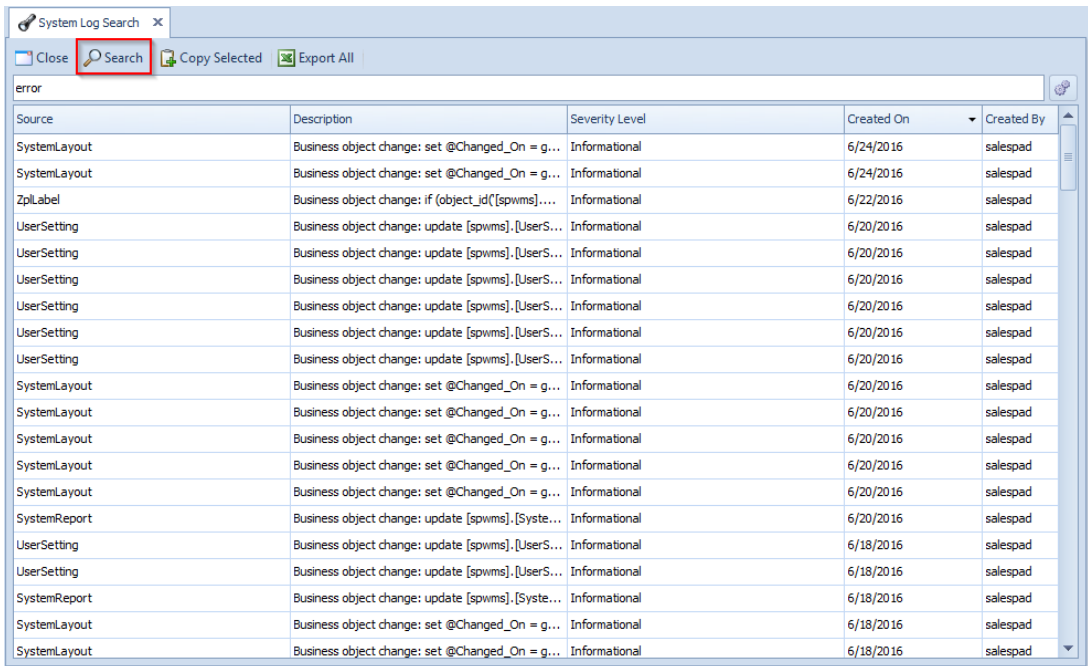 System Log Search X
Close Search Copy Selected Export All
error
Source Description Severity Level Created On Created By
SystemLayout Business object change: set @Changed_On = g... Informational 6/24/2016 salespad
SystemLayout Business object change: set @Changed_On = g... Informational 6/24/2016 salespad
ZplLabel Business object change: if (object_id('[spwms].... Informational 6/22/2016 salespad
UserSetting Business object change: update [spwms].[UserS... Informational 6/20/2016 salespad
UserSetting Business object change: update [spwms].[UserS... Informational 6/20/2016 salespad
UserSetting Business object change: update [spwms].[UserS... Informational 6/20/2016 salespad
UserSetting Business object change: update [spwms].[UserS... Informational 6/20/2016 salespad
UserSetting Business object change: update [spwms].[UserS... Informational 6/20/2016 salespad
UserSetting Business object change: update [spwms].[UserS... Informational 6/20/2016 salespad
SystemLayout Business object change: set @Changed_On = g... Informational 6/20/2016 salespad
SystemLayout Business object change: set @Changed_On = g... Informational 6/20/2016 salespad
SystemLayout Business object change: set @Changed_On = g... Informational 6/20/2016 salespad
SystemLayout Business object change: set @Changed_On = g... Informational 6/20/2016 salespad
SystemLayout Business object change: set @Changed_On = g... Informational 6/20/2016 salespad
SystemReport Business object change: update [spwms].[Syste... Informational 6/20/2016 salespad
UserSetting Business object change: update [spwms].[UserS... Informational 6/18/2016 salespad
UserSetting Business object change: update [spwms].[UserS... Informational 6/18/2016 salespad
SystemReport Business object change: update [spwms].[Syste... Informational 6/18/2016 salespad
SystemLayout Business object change: set @Changed_On = g... Informational 6/18/2016 salespad
SystemLayout Business object change: set @Changed_On = g... Informational 6/18/2016 salespad